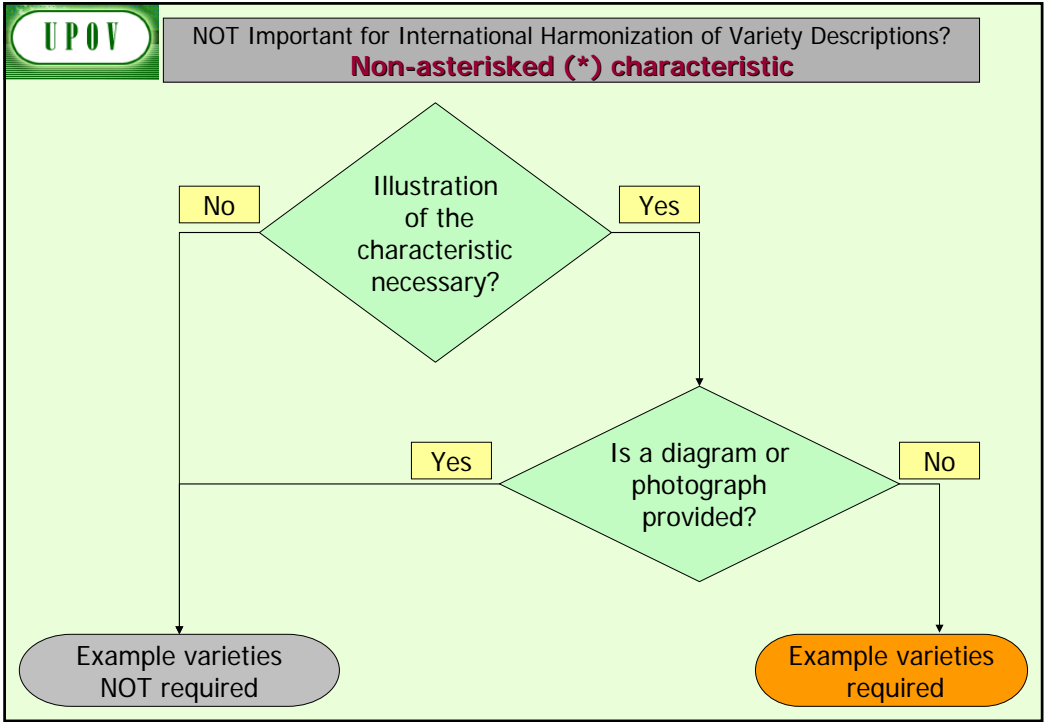 UPOV
NOT Important for International Harmonization of Variety Descriptions?
Non-asterisked (*) characteristic
Illustration
of the
characteristic
necessary?
No
Yes
Is a diagram or
photograph
provided?
Yes
No
Example varieties
NOT required
Example varieties
required